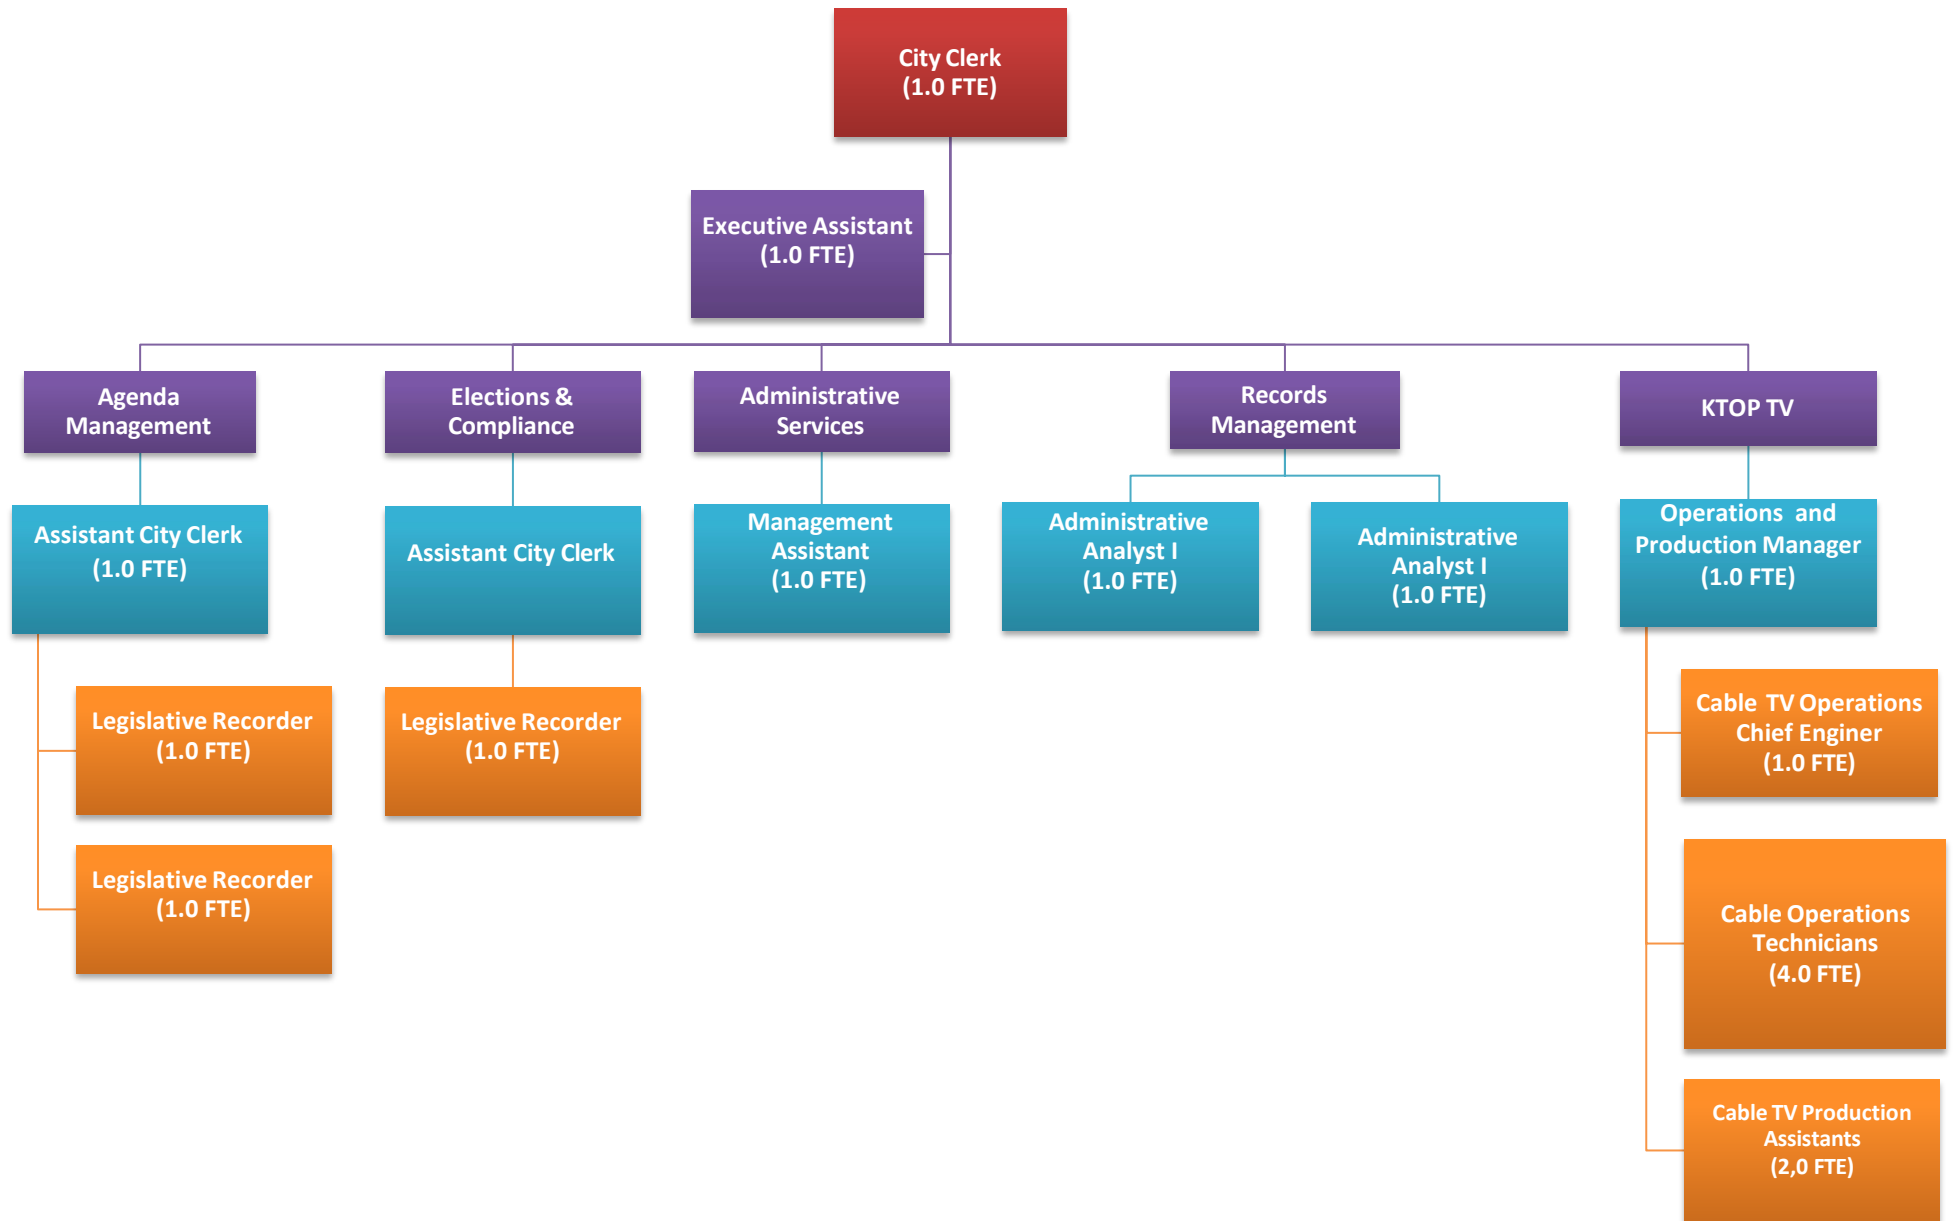 City Clerk
(1.0 FTE)
Executive Assistant
(1.0 FTE)
Agenda
Management
Elections &
Compliance
Administrative
Services
Records
Management
KTOP TV
Assistant City Clerk
(1.0 FTE)
Assistant City Clerk
Management
Assistant
(1.0 FTE)
Administrative
Analyst I
(1.0 FTE)
Administrative
Analyst I
(1.0 FTE)
Operations and
Production Manager
(1.0 FTE)
Legislative Recorder
(1.0 FTE)
Legislative Recorder
(1.0 FTE)
Legislative Recorder
(1.0 FTE)
Cable TV Operations
Chief Enginer
(1.0 FTE)
Cable Operations
Technicians
(4.0 FTE)
Cable TV Production
Assistants
(2,0 FTE)